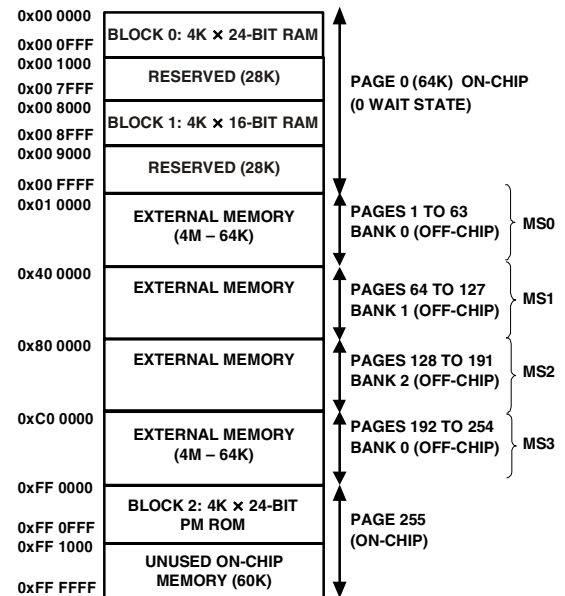 0x00 0000
BLOCK 0: 4K × 24-BIT RAM
0x00 0FFF
0x00 1000
RESERVED (28K)
0x00 7FFF
0x00 8000
BLOCK 1: 4K × 16-BIT RAM
0x00 8FFF
0x00 9000
RESERVED (28K)
0x00 FFFF
PAGE 0 (64K) ON-CHIP
(0 WAIT STATE)
0x01 0000
EXTERNAL MEMORY
(4M – 64K)
PAGES 1 TO 63
BANK 0 (OFF-CHIP)
MS0
0x40 0000
EXTERNAL MEMORY
PAGES 64 TO 127
BANK 1 (OFF-CHIP)
MS1
0x80 0000
EXTERNAL MEMORY
PAGES 128 TO 191
BANK 2 (OFF-CHIP)
MS2
0xC0 0000
EXTERNAL MEMORY
(4M – 64K)
PAGES 192 TO 254
BANK 0 (OFF-CHIP)
MS3
0xFF 0000
BLOCK 2: 4K × 24-BIT
PM ROM
0xFF 0FFF
0xFF 1000
UNUSED ON-CHIP
MEMORY (60K)
0xFF FFFF
PAGE 255
(ON-CHIP)